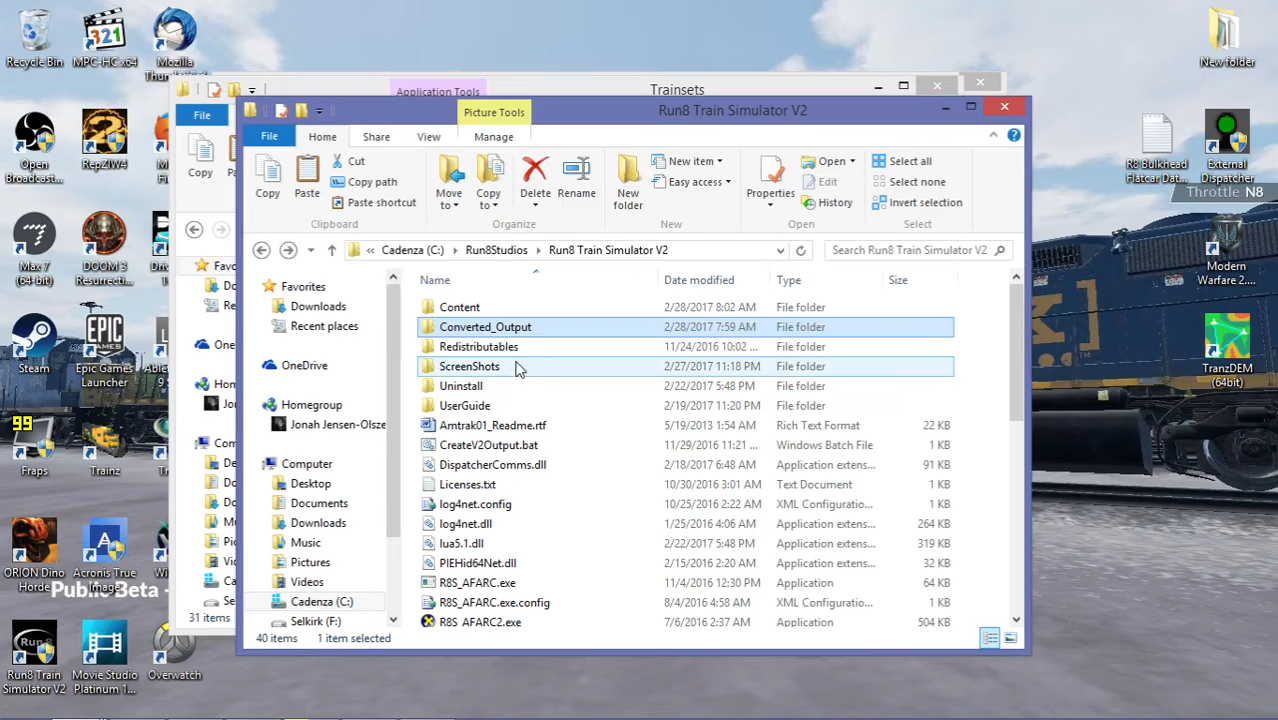 Recycle Bin
MPC-HC x64
Mozilla
New folder
Open
Broadcast...
RepZIW4
R8 Bulkhead
Flatcar Dat...
External
Dispatcher
Throttle N8
Max 7
(64 bit)
DOOM 3
Resurrecti...
Modern
Warfare 2....
Steam
Epic Games
Launcher
TranzDEM
(64bit)
99
Fraps
Trainz
ORION Dino
Horde
Acronis True
Image
Public Beta -
Run8 Train
Simulator V2
Movie Studio
Platinum 1...
Overwatch
Application Tools
Trainsets
File
Copy
31 items
Picture Tools
Run8 Train Simulator V2
File
Home
Share
View
Manage
Copy
Paste
Cut
Copy path
Paste shortcut
Clipboard
Move
to
Copy
to
Delete
Rename
Organize
New
folder
New item
Easy access
New
Properties
Open
Edit
History
Open
Select all
Select none
Invert selection
Select
Cadenza (C:)
Run8Studios
Run8 Train Simulator V2
Search Run8 Train Simulator V2
Favorites
Downloads
Recent places
OneDrive
Homegroup
Jonah Jensen-Olsze
Computer
Desktop
Documents
Downloads
Music
Pictures
Videos
Cadenza (C:)
Selkirk (F:)
Name Date modified Type Size
Content 2/28/2017 8:02 AM File folder
Converted_Output 2/28/2017 7:59 AM File folder
Redistributables 11/24/2016 10:02 ... File folder
ScreenShots 2/27/2017 11:18 PM File folder
Uninstall 2/22/2017 5:48 PM File folder
UserGuide 2/19/2017 11:20 PM File folder
Amtrak01_Readme.rtf 5/19/2013 1:54 AM Rich Text Format 22 KB
CreateV2Output.bat 11/29/2016 11:21 ... Windows Batch File 1 KB
DispatcherComms.dll 2/18/2017 6:48 AM Application extens... 91 KB
Licenses.txt 10/30/2016 3:01 AM Text Document 1 KB
log4net.config 10/25/2016 2:22 AM XML Configuratio... 1 KB
log4net.dll 1/25/2016 4:06 AM Application extens... 264 KB
lua5.1.dll 2/22/2017 5:48 PM Application extens... 319 KB
PIEHid64Net.dll 2/15/2016 2:20 AM Application extens... 32 KB
R8S_AFARC.exe 11/4/2016 12:30 PM Application 64 KB
R8S_AFARC.exe.config 8/4/2016 4:58 AM XML Configuratio... 1 KB
R8S_AFARC2.exe 7/6/2016 2:37 AM Application 504 KB
40 items 1 item selected